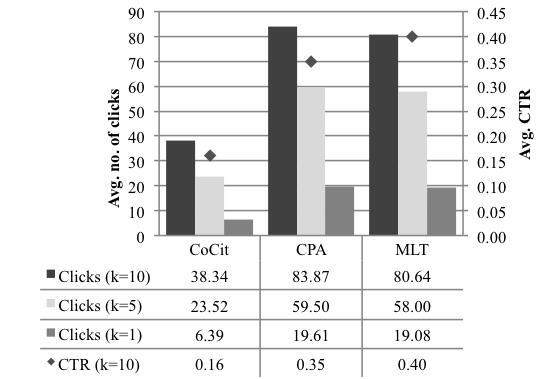 90 0.45
80 0.40
70 0.35
60 0.30
50 0.25
40 0.20
30 0.15
20 0.10
10 0.05
0 0.00
Avg. no. of clicks
Avg. CTR
CoCit CPA MLT
Clicks (k=10) 38.34 83.87 80.64
Clicks (k=5) 23.52 59.50 58.00
Clicks (k=1) 6.39 19.61 19.08
CTR (k=10) 0.16 0.35 0.40